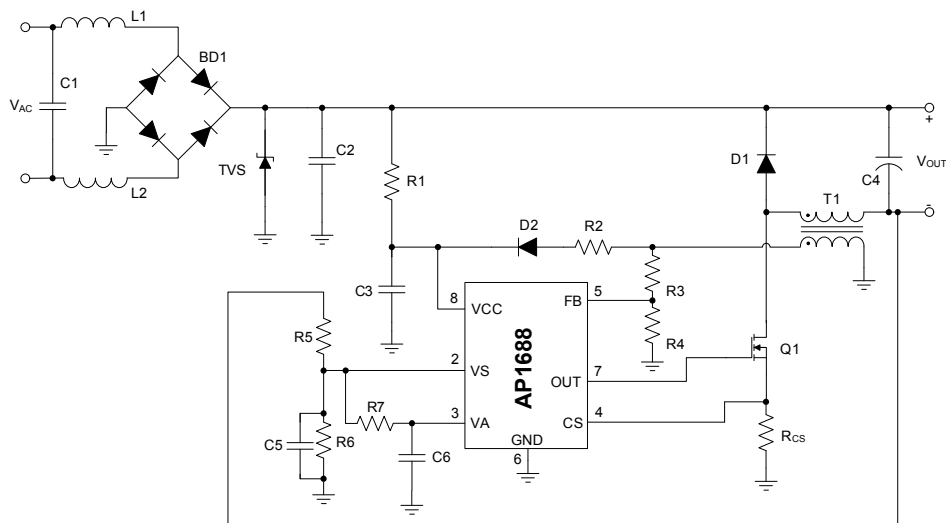 L1
BD1
C1
VAC
L2
TVS
C2
R1
D1
C4
VOUT
+
-
T1
D2
R2
C3
8
VCC
5
FB
R3
R4
R5
2
VS
AP1688
7
OUT
Q1
R7
3
VA
4
CS
C5
R6
C6
GND
6
RCS